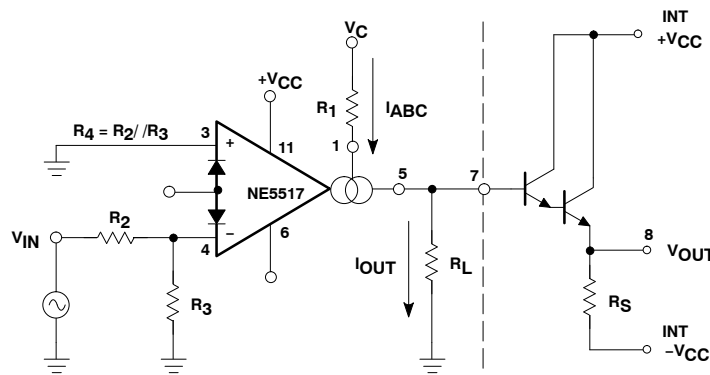 INT
+VCC
VC
+VCC
R1
IABC
R4 = R2/ /R3
3
+
11
1
NE5517
5
7
R2
VIN
4
−
6
8
VOUT
IOUT
RL
R3
RS
INT
−VCC